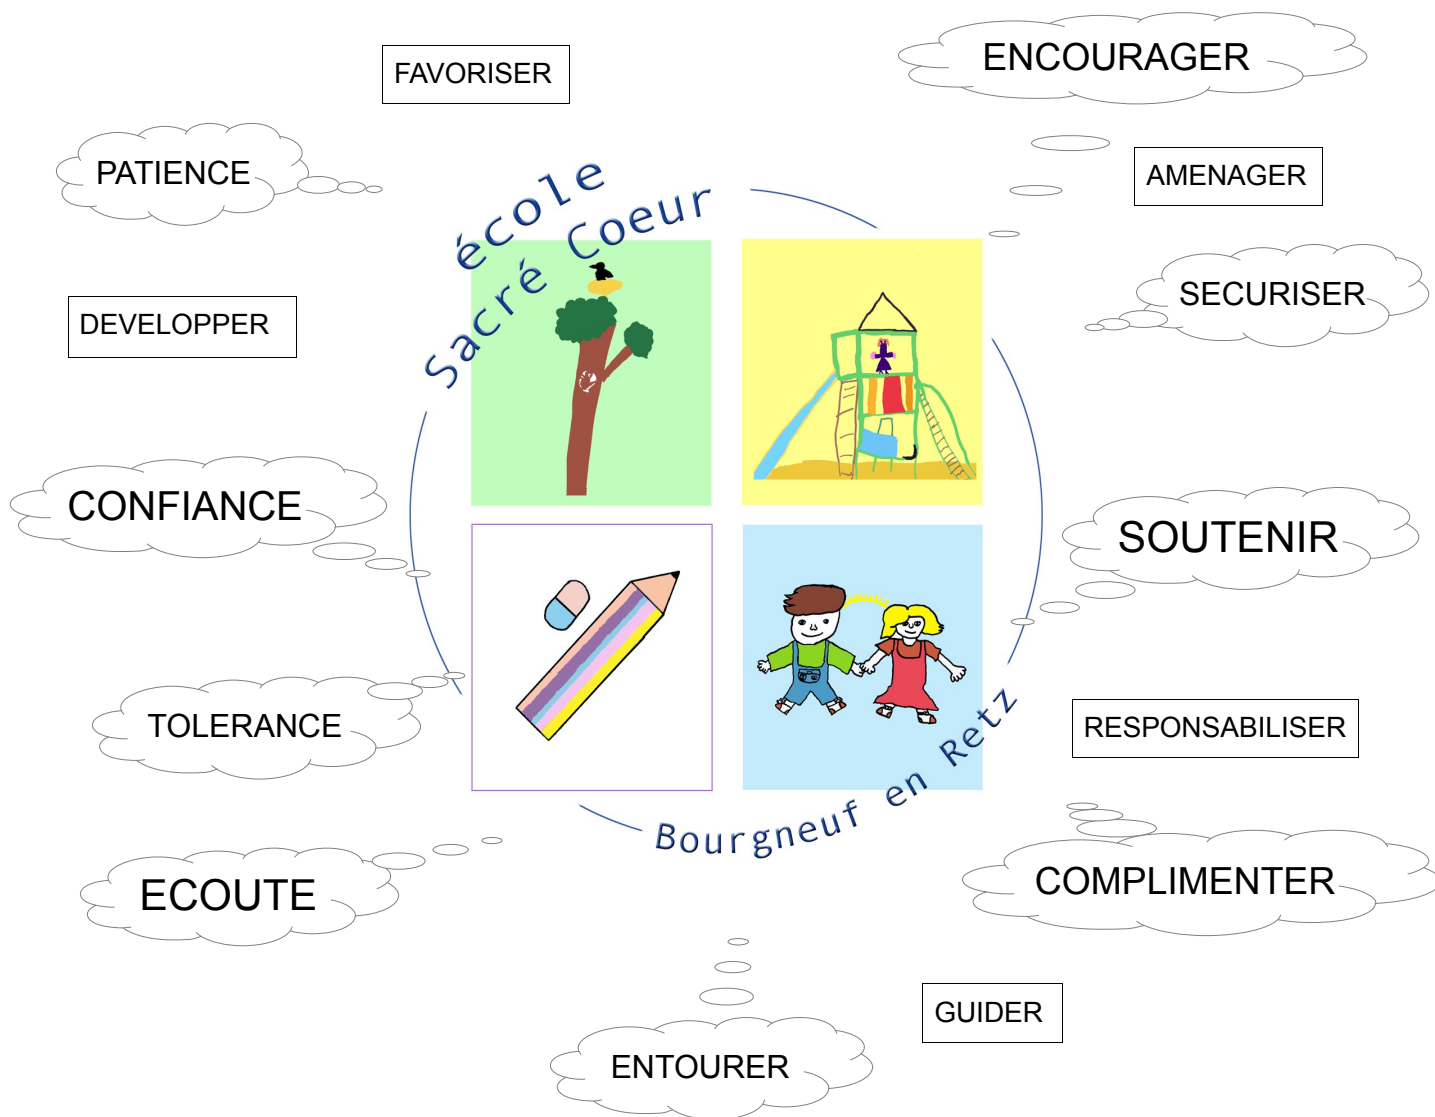 FAVORISER
ENCOURAGER
PATIENCE
AMENAGER
école
Sacré Coeur
SECURISER
DEVELOPPER
CONFIANCE
SOUTENIR
TOLERANCE
RESPONSABILISER
Bourgneuf en Retz
ECOUTE
COMPLIMENTER
GUIDER
ENTOURER